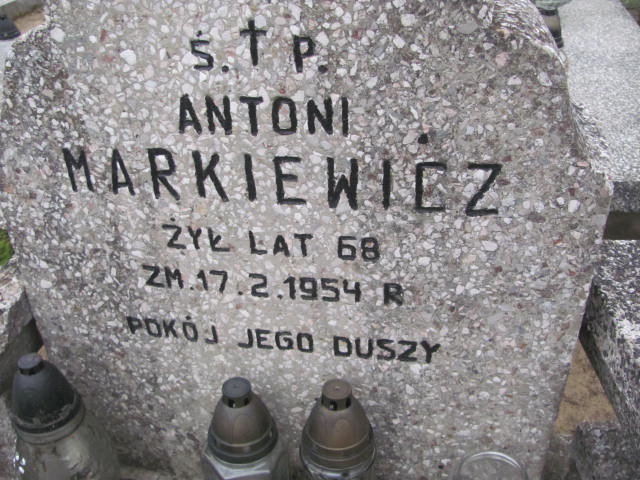 Ś. † P.
ANTONI
MARKIEWICZ
ŻYŁ LAT 68
ZM. 17. 2. 1954 R
POKÓJ JEGO DUSZY